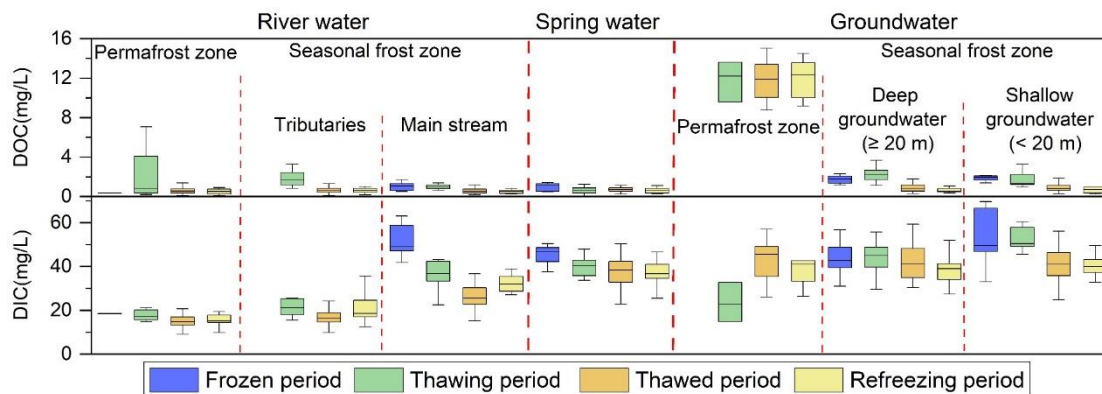 River water Spring water Groundwater
Permafrost zone Seasonal frost zone Seasonal frost zone
Tributaries Main stream Permafrost zone
Deep groundwater (≥ 20 m)
Shallow groundwater (< 20 m)
DOC(mg/L)
16
12
8
4
0
DIC(mg/L)
60
40
20
0
Frozen period Thawing period Thawed period Refreezing period